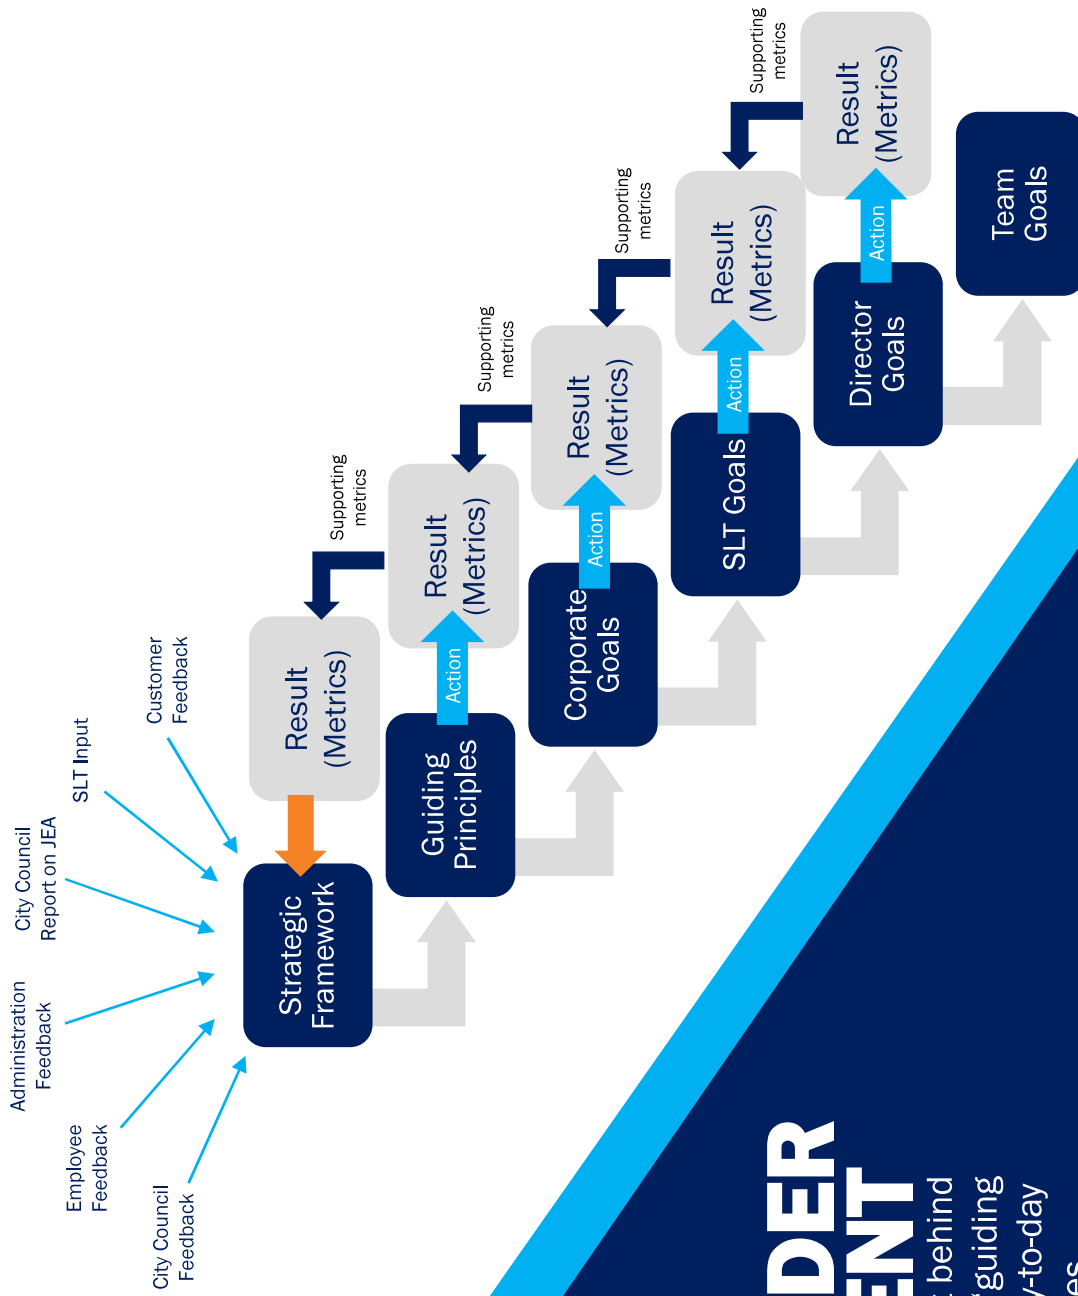 City Council
Feedback
Employee
Feedback
Administration
Feedback
City Council
Report on JEA
SLT Input
Customer
Feedback
Strategic
Framework
Result
(Metrics)
Supporting
metrics
Guiding
Principles
Action
Result
(Metrics)
Supporting
metrics
Corporate
Goals
Action
Result
(Metrics)
Supporting
metrics
SLT Goals
Action
Result
(Metrics)
Supporting
metrics
Director
Goals
Action
Result
(Metrics)
Team
Goals
DER
ENT
behind
guiding
y-to-day
es